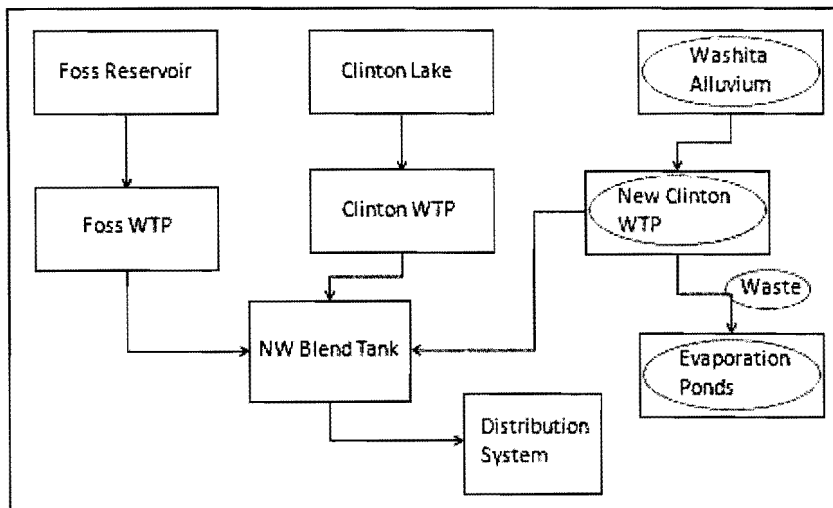 Foss Reservoir
Clinton Lake
Washita
Alluvium
Foss WTP
Clinton WTP
New Clinton
WTP
Waste
NW Blend Tank
Evaporation
Ponds
Distribution
System